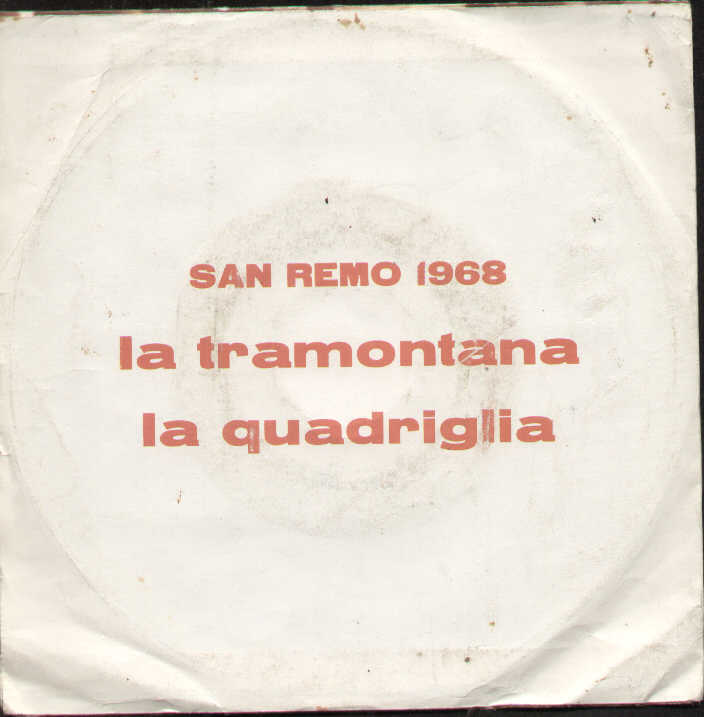 SAN REMO 1968
la tramontana
la quadriglia